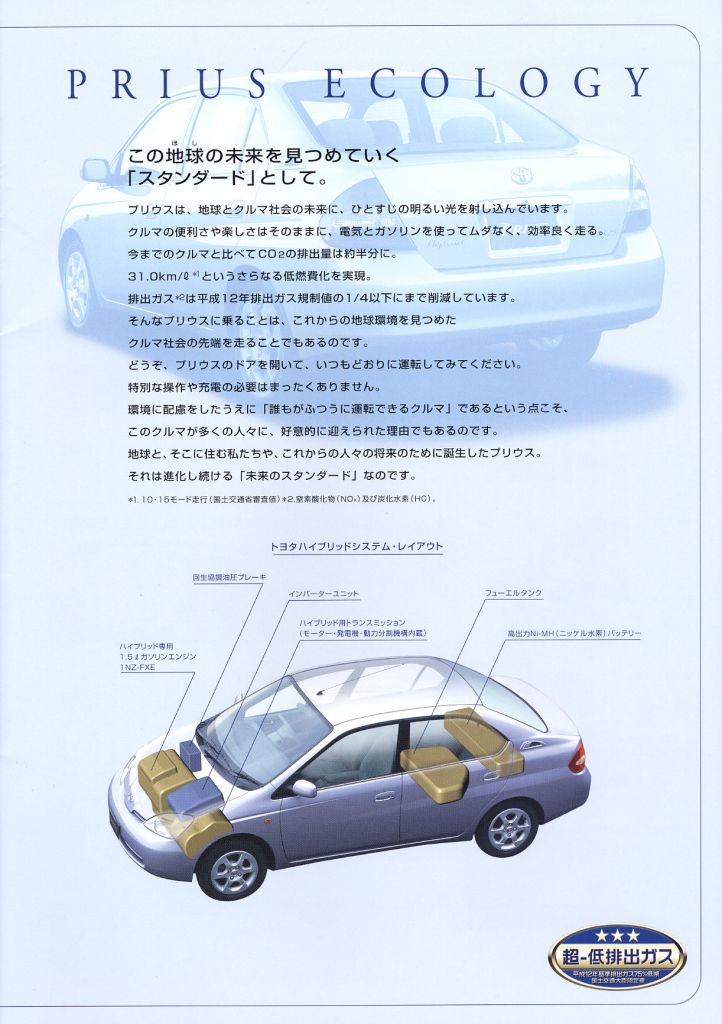 PRIUS ECOLOGY
ほし
この地球の未来を見つめていく
「スタンダード」として。
プリウスは、地球とクルマ社会の未来に、ひとすじの明るい光を射し込んでいます。
クルマの便利さや楽しさはそのままに、電気とガソリンを使ってムダなく、効率良く走る。
今までのクルマと比べてCO2の排出量は約半分に。
31.0km/ℓ*1というさらなる低燃費化を実現。
排出ガス*2は平成12年排出ガス規制値の1/4以下にまで削減しています。
そんなプリウスに乗ることは、これからの地球環境を見つめた
クルマ社会の先端を走ることでもあるのです。
どうぞ、プリウスのドアを開いて、いつもどおりに運転してみてください。
特別な操作や充電の必要はまったくありません。
環境に配慮をしたうえに「誰もがふつうに運転できるクルマ」であるという点こそ、
このクルマが多くの人々に、好意的に迎えられた理由でもあるのです。
地球と、そこに住む私たちや、これからの人々の将来のために誕生したプリウス。
それは進化し続ける「未来のスタンダード」なのです。
*1. 10・15モード走行(国土交通省審査値) *2.窒素酸化物(NOx)及び炭化水素(HC)。
トヨタハイブリッドシステム・レイアウト
回生協調油圧ブレーキ
インバーターユニット
フューエルタンク
ハイブリッド用トランスミッション
(モーター・発電機・動力分割機構内蔵)
高出力Ni-MH(ニッケル水素)バッテリー
ハイブリッド専用
1.5ℓガソリンエンジン
1NZ-FXE
★★★
超-低排出ガス
平成12年基準排出ガス75%低減
国土交通大臣認定車